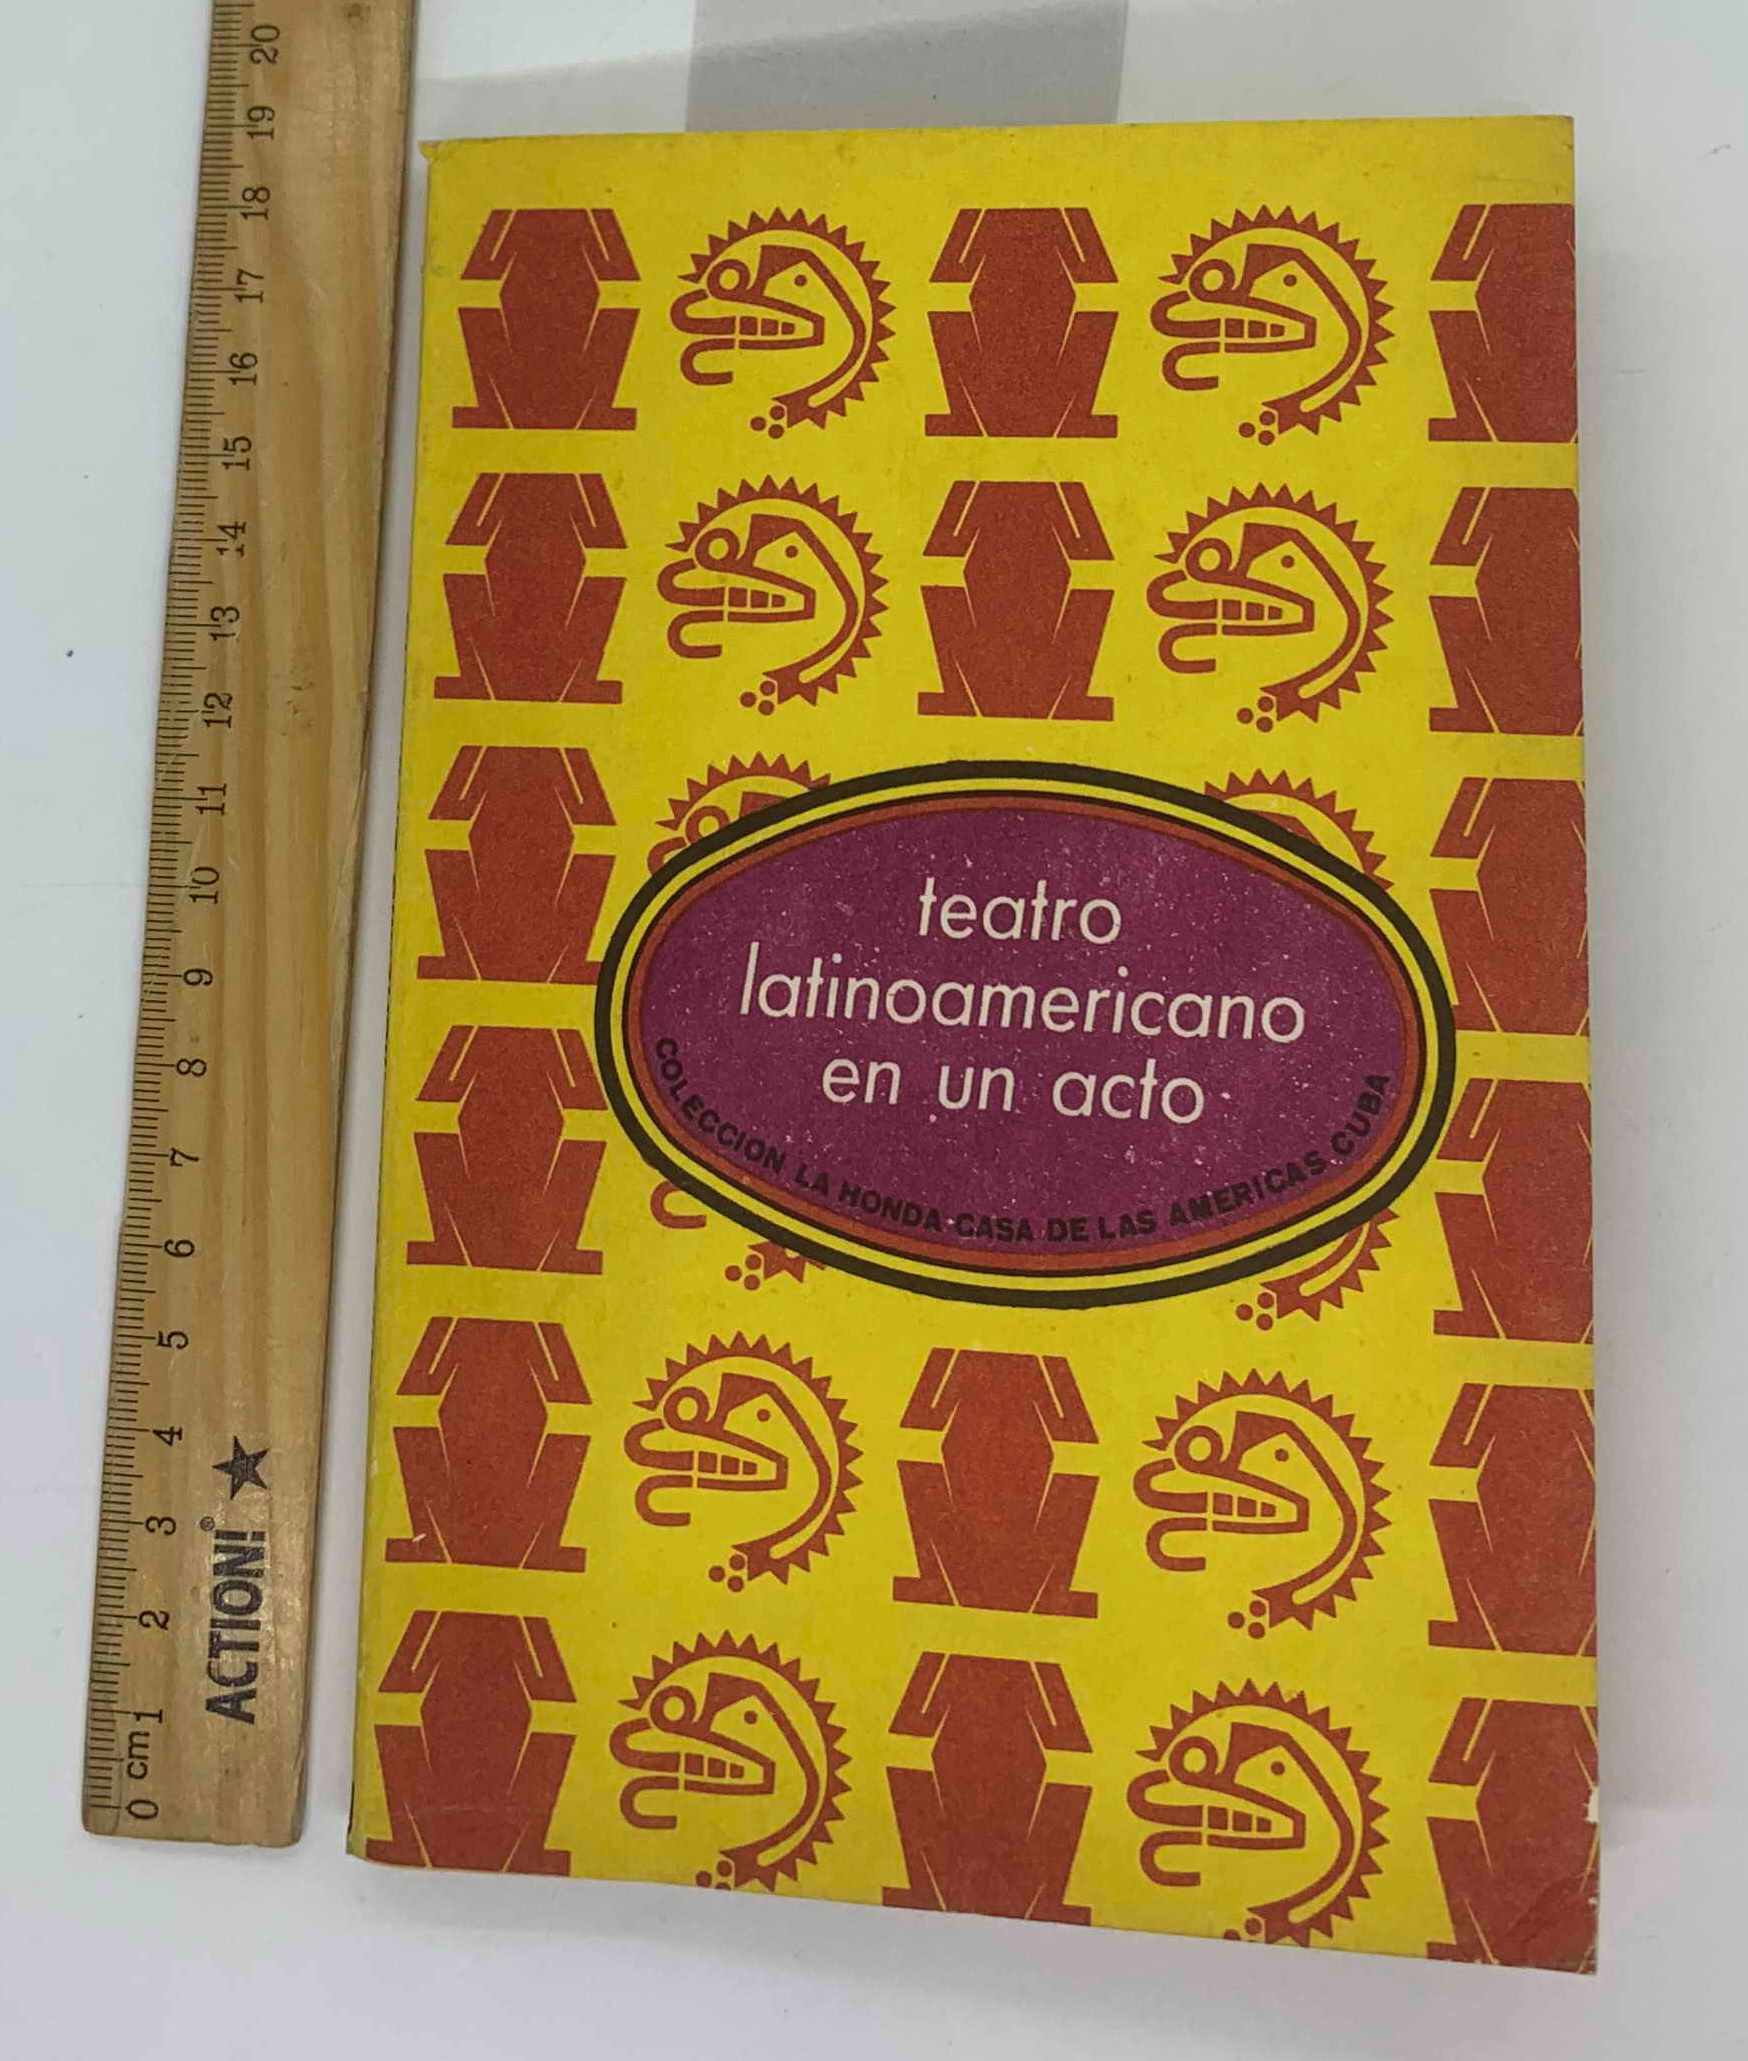 teatro
latinoamericano
en un acto
COLECCION LA HONDA CASA DE LAS AMERICAS CUBA
0 cm 1 2 3 4 5 6 7 8 9 10 11 12 13 14 15 16 17 18 19 20
ACTION!